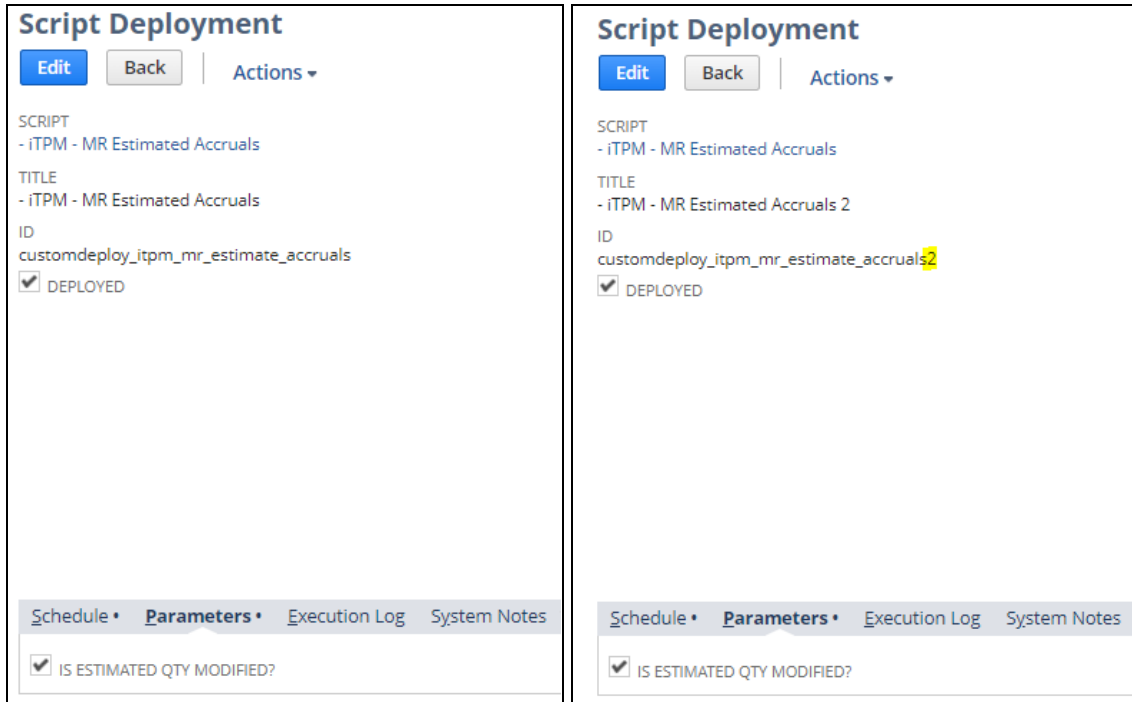 Script Deployment
Edit Back Actions
SCRIPT
- iTPM - MR Estimated Accruals
TITLE
- iTPM - MR Estimated Accruals
ID
customdeploy_itpm_mr_estimate_accruals
DEPLOYED
Schedule • Parameters • Execution Log System Notes
IS ESTIMATED QTY MODIFIED?
Script Deployment
Edit Back Actions
SCRIPT
- iTPM - MR Estimated Accruals
TITLE
- iTPM - MR Estimated Accruals 2
ID
customdeploy_itpm_mr_estimate_accruals2
DEPLOYED
Schedule • Parameters • Execution Log System Notes
IS ESTIMATED QTY MODIFIED?